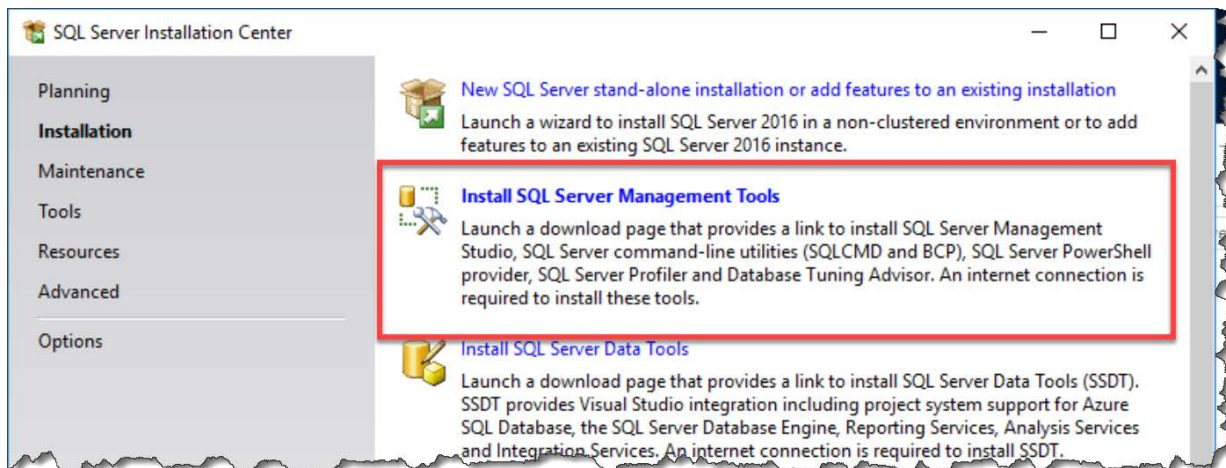 SQL Server Installation Center
Planning
Installation
Maintenance
Tools
Resources
Advanced
Options
New SQL Server stand-alone installation or add features to an existing installation
Launch a wizard to install SQL Server 2016 in a non-clustered environment or to add
features to an existing SQL Server 2016 instance.
Install SQL Server Management Tools
Launch a download page that provides a link to install SQL Server Management
Studio, SQL Server command-line utilities (SQLCMD and BCP), SQL Server PowerShell
provider, SQL Server Profiler and Database Tuning Advisor. An internet connection is
required to install these tools.
Install SQL Server Data Tools
Launch a download page that provides a link to install SQL Server Data Tools (SSDT).
SSDT provides Visual Studio integration including project system support for Azure
SQL Database, the SQL Server Database Engine, Reporting Services, Analysis Services
and Integration Services. An internet connection is required to install SSDT.